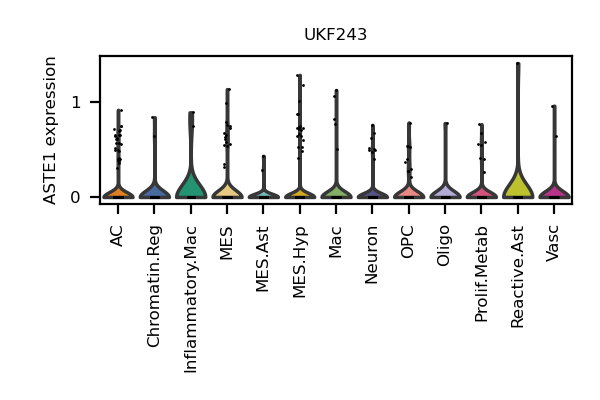 UKF243
ASTE1 expression
1
0
AC
Chromatin.Reg
Inflammatory.Mac
MES
MES.Ast
MES.Hyp
Mac
Neuron
OPC
Oligo
Prolif.Metab
Reactive.Ast
Vasc